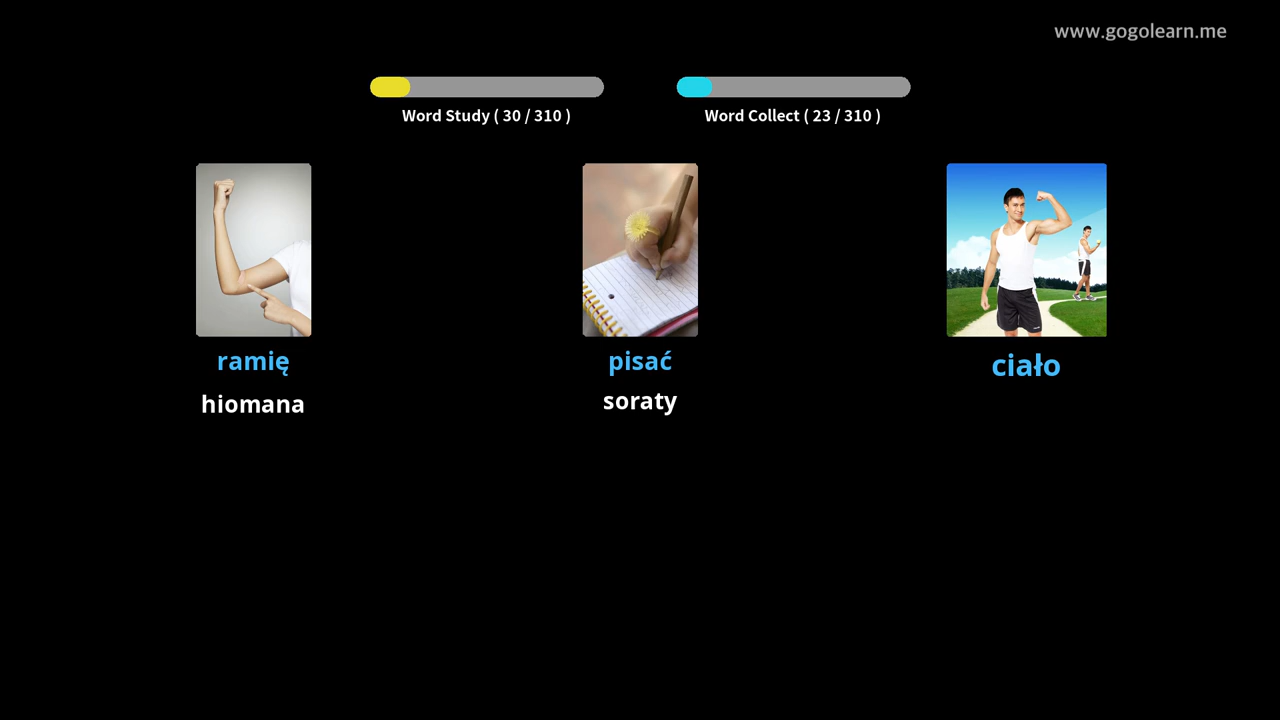 www.gogolearn.me
Word Study ( 30 / 310 )
Word Collect ( 23 / 310 )
ramię
hiomana
pisać
soraty
ciało